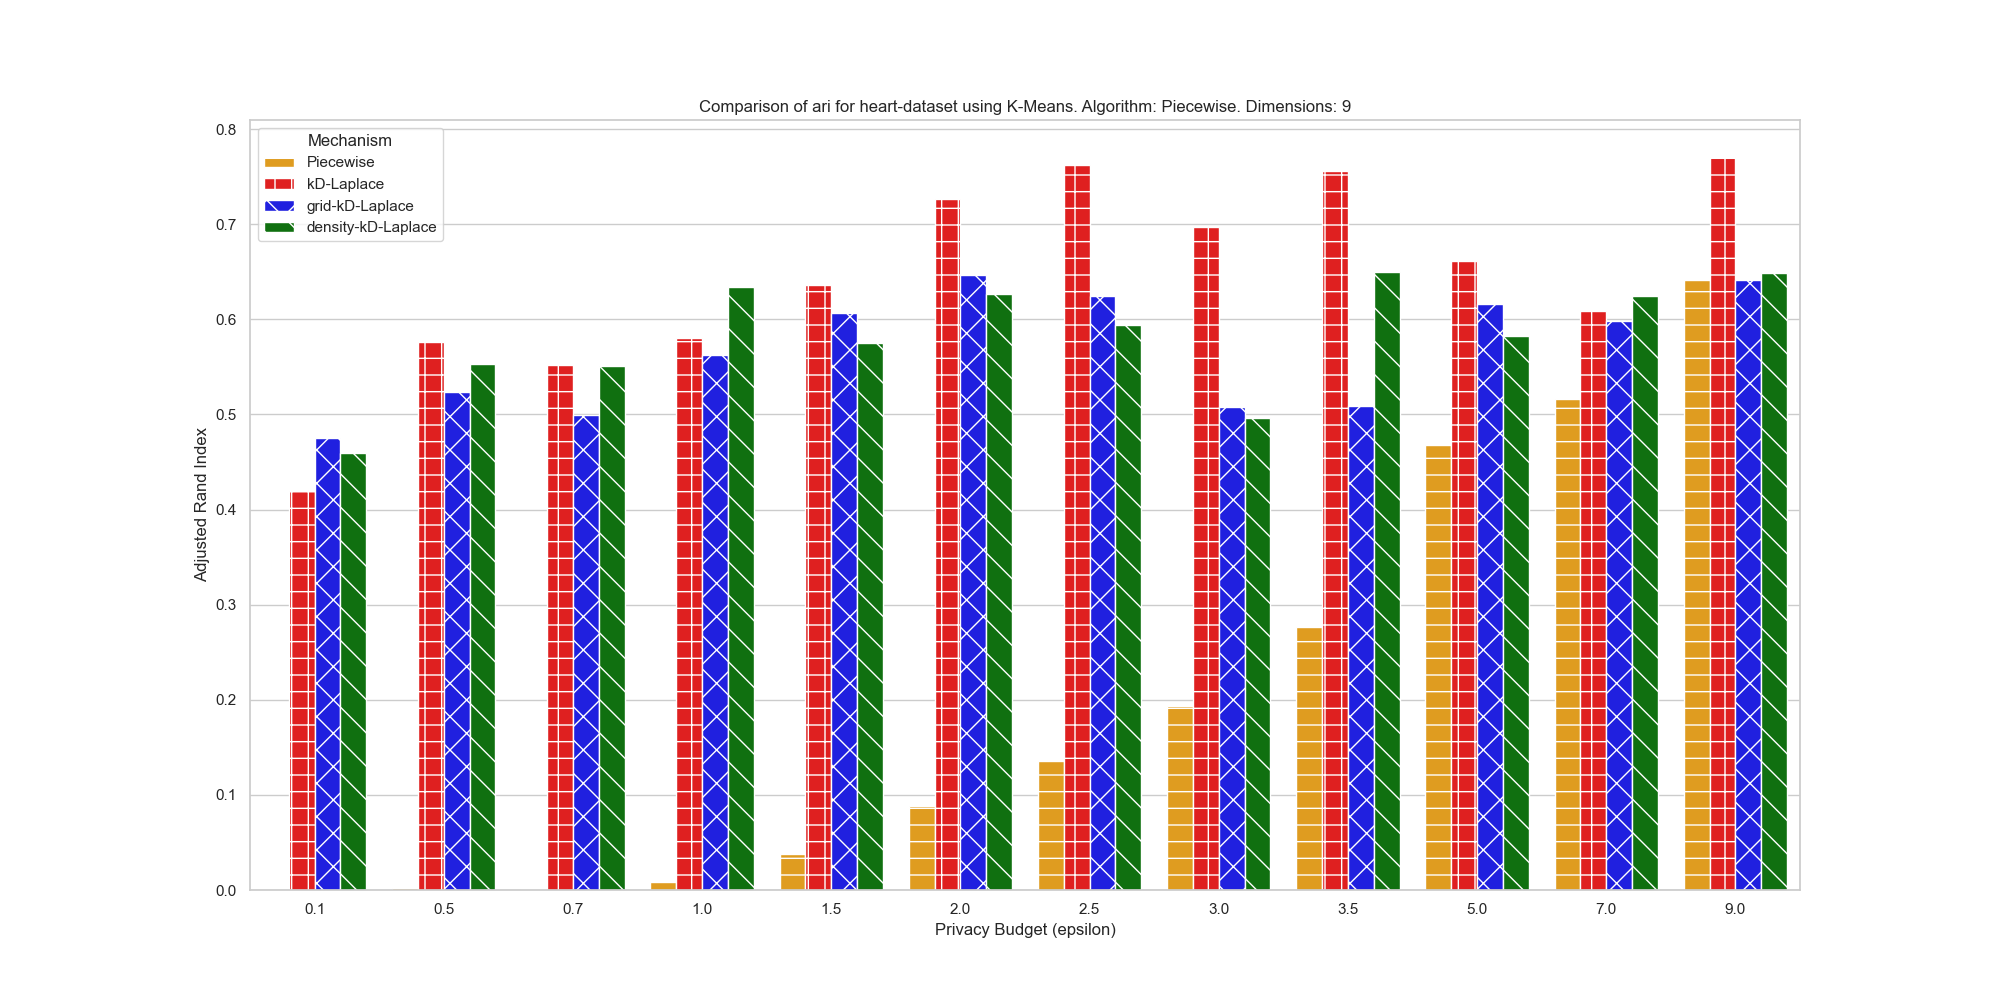 Comparison of ari for heart-dataset using K-Means. Algorithm: Piecewise. Dimensions: 9
Mechanism
Piecewise
kD-Laplace
grid-kD-Laplace
density-kD-Laplace
Adjusted Rand Index
0.8
0.7
0.6
0.5
0.4
0.3
0.2
0.1
0.0
0.1 0.5 0.7 1.0 1.5 2.0 2.5 3.0 3.5 5.0 7.0 9.0
Privacy Budget (epsilon)